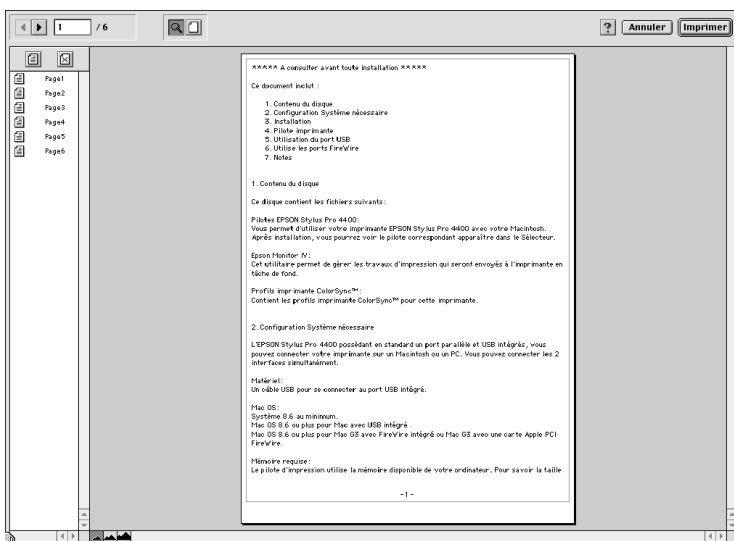 1 / 6
? Annuler Imprimer
Page1
Page2
Page3
Page4
Page5
Page6
***** A consulter avant toute installation *****
Ce document inclut :
1. Contenu du disque
2. Configuration Système nécessaire
3. Installation
4. Pilote imprimante
5. Utilisation du port USB
6. Utilise les ports FireWire
7. Notes
1. Contenu du disque
Ce disque contient les fichiers suivants:
Pilotes EPSON Stylus Pro 4400:
Vous permet d'utiliser votre imprimante EPSON Stylus Pro 4400 avec votre Macintosh.
Après installation, vous pourrez voir le pilote correspondant apparaître dans le Sélecteur.
Epson Monitor IV:
Cet utilitaire permet de gérer les travaux d'impression qui seront envoyés à l'imprimante en
tâche de fond.
Profils imprimante ColorSync™:
Contient les profils imprimante ColorSync™ pour cette imprimante.
2. Configuration Système nécessaire
L'EPSON Stylus Pro 4400 possédant en standard un port parallèle et USB intégrés, vous
pouvez connecter votre imprimante sur un Macintosh ou un PC. Vous pouvez connecter les 2
interfaces simultanément.
Matériel:
Un câble USB pour se connecter au port USB intégré.
Mac OS:
Système 8.6 au minimum.
Mac OS 8.6 ou plus pour Mac avec USB intégré .
Mac OS 8.6 ou plus pour Mac G3 avec FireWire intégré ou Mac G3 avec une carte Apple PCI
FireWire.
Mémoire requise:
Le pilote d'impression utilise la mémoire disponible de votre ordinateur. Pour savoir la taille
-1-